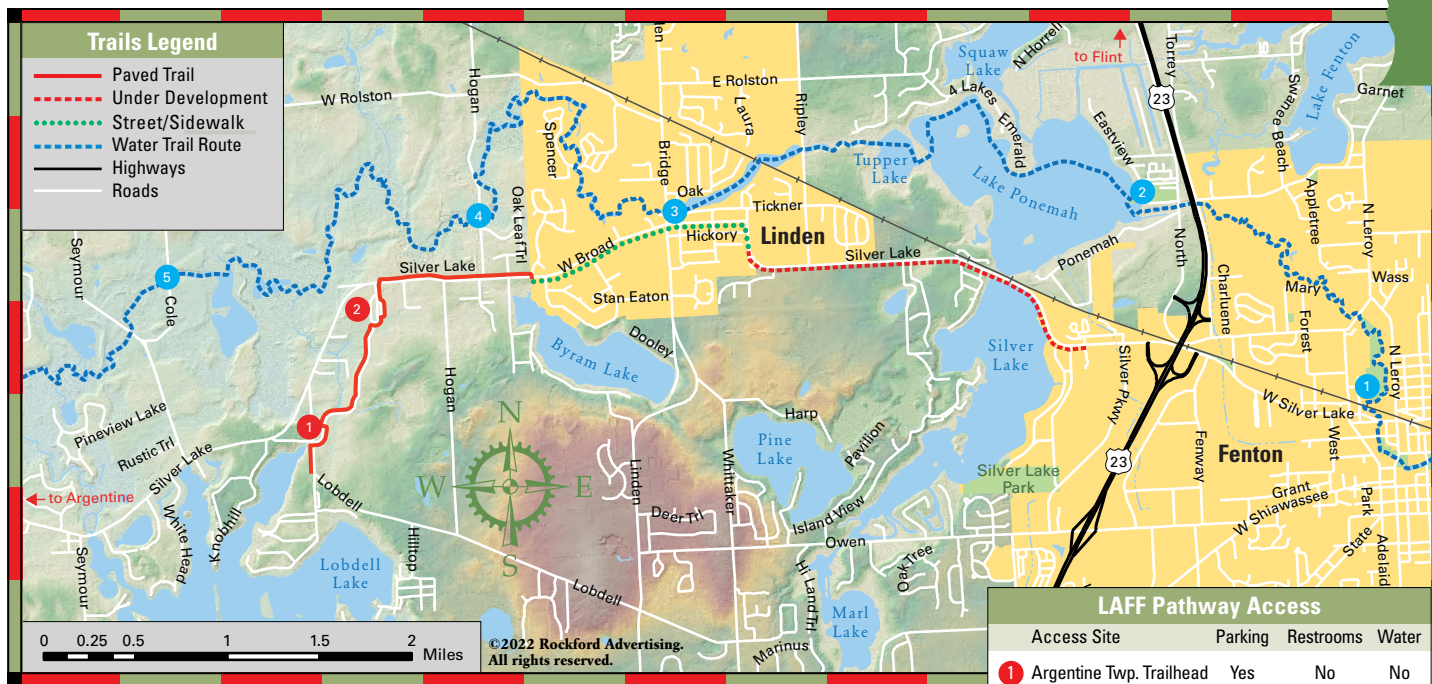 Trails Legend
Paved Trail
Under Development
Street/Sidewalk
Water Trail Route
Highways
Roads
W Rolston
Hogan
len
E Rolston
Laura
Ripley
Spencer
Bridge
Oak
Tickner
Hickory
Linden
W Broad
Oak Leaf Trl
Silver Lake
Stan Eaton
Dooley
Byram Lake
Squaw
Lake
N Horrell
4 Lakes
Emerald
Tupper
Lake
Lake Ponemah
to Flint
Torrey
23
Eastview
Swanee Beach
Lake Fenton
Garnet
2
3
4
5
Appletree
N Leroy
Ponemah
North
Silver Lake
Wass
Charluene
Mary
Forest
N Leroy
1
W Silver Lake
West
Seymour
Cole
2
1
Hogan
Pineview Lake
Rustic Trl
Silver Lake
to Argentine
White Head
Knobhill
Seymour
Lobdell
Lobdell
Lake
Hilltop
N
W
E
S
Linden
Deer Trl
Whittaker
Harp
Pine
Lake
Pavilion
Island View
Owen
Oak Tree
Hi Land Trl
Marl
Lake
Marinus
Lobdell
Silver
Lake
Silver Lake
Park
Silver Pkwy
23
Fenway
Fenton
Grant
W Shiawassee
Park
State
Adelaid
0 0.25 0.5 1 1.5 2 Miles
©2022 Rockford Advertising.
All rights reserved.
LAFF Pathway Access
Access Site Parking Restrooms Water
1 Argentine Twp. Trailhead Yes No No